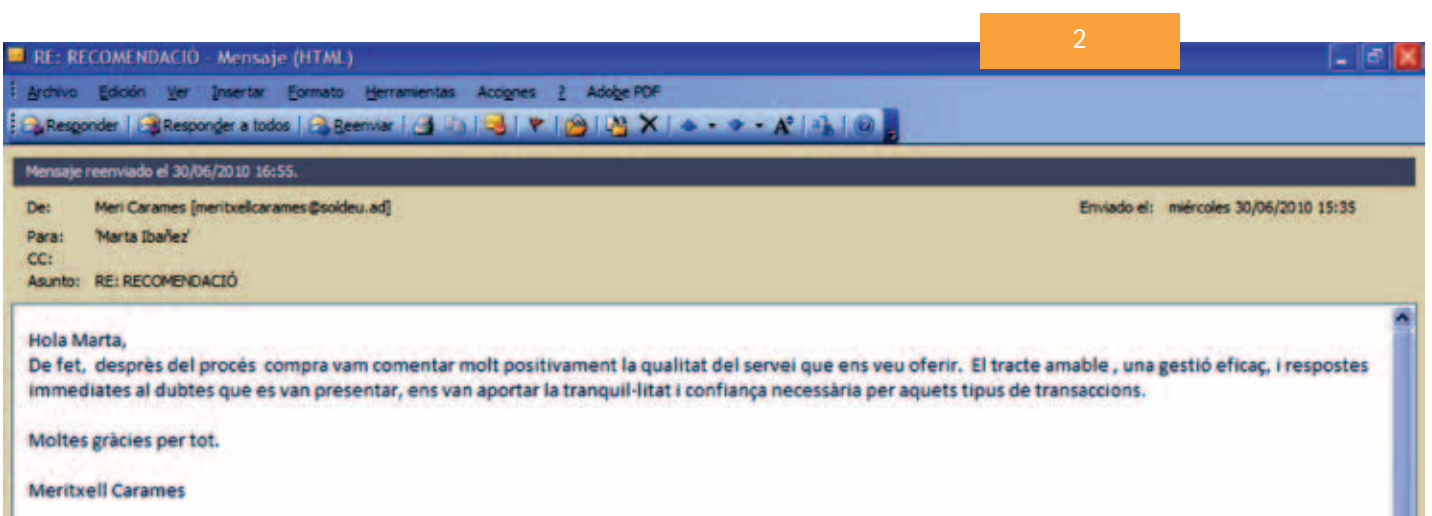 2
RE: RECOMENDACIÓ - Mensaje (HTML)
Archivo Edición Ver Insertar Formato Herramientas Acciones ? Adobe PDF
Responder Responder a todos Reenviar
Mensaje reenviado el 30/06/2010 16:55.
De: Meri Carames [meritxellcarames@soldeu.ad] Enviado el: miércoles 30/06/2010 15:35
Para: 'Marta Ibañez'
CC:
Asunto: RE: RECOMENDACIÓ
Hola Marta,
De fet, desprès del procés compra vam comentar molt positivament la qualitat del servei que ens veu oferir. El tracte amable , una gestió eficaç, i respostes
immediates al dubtes que es van presentar, ens van aportar la tranquil·litat i confiança necessària per aquets tipus de transaccions.
Moltes gràcies per tot.
Meritxell Carames